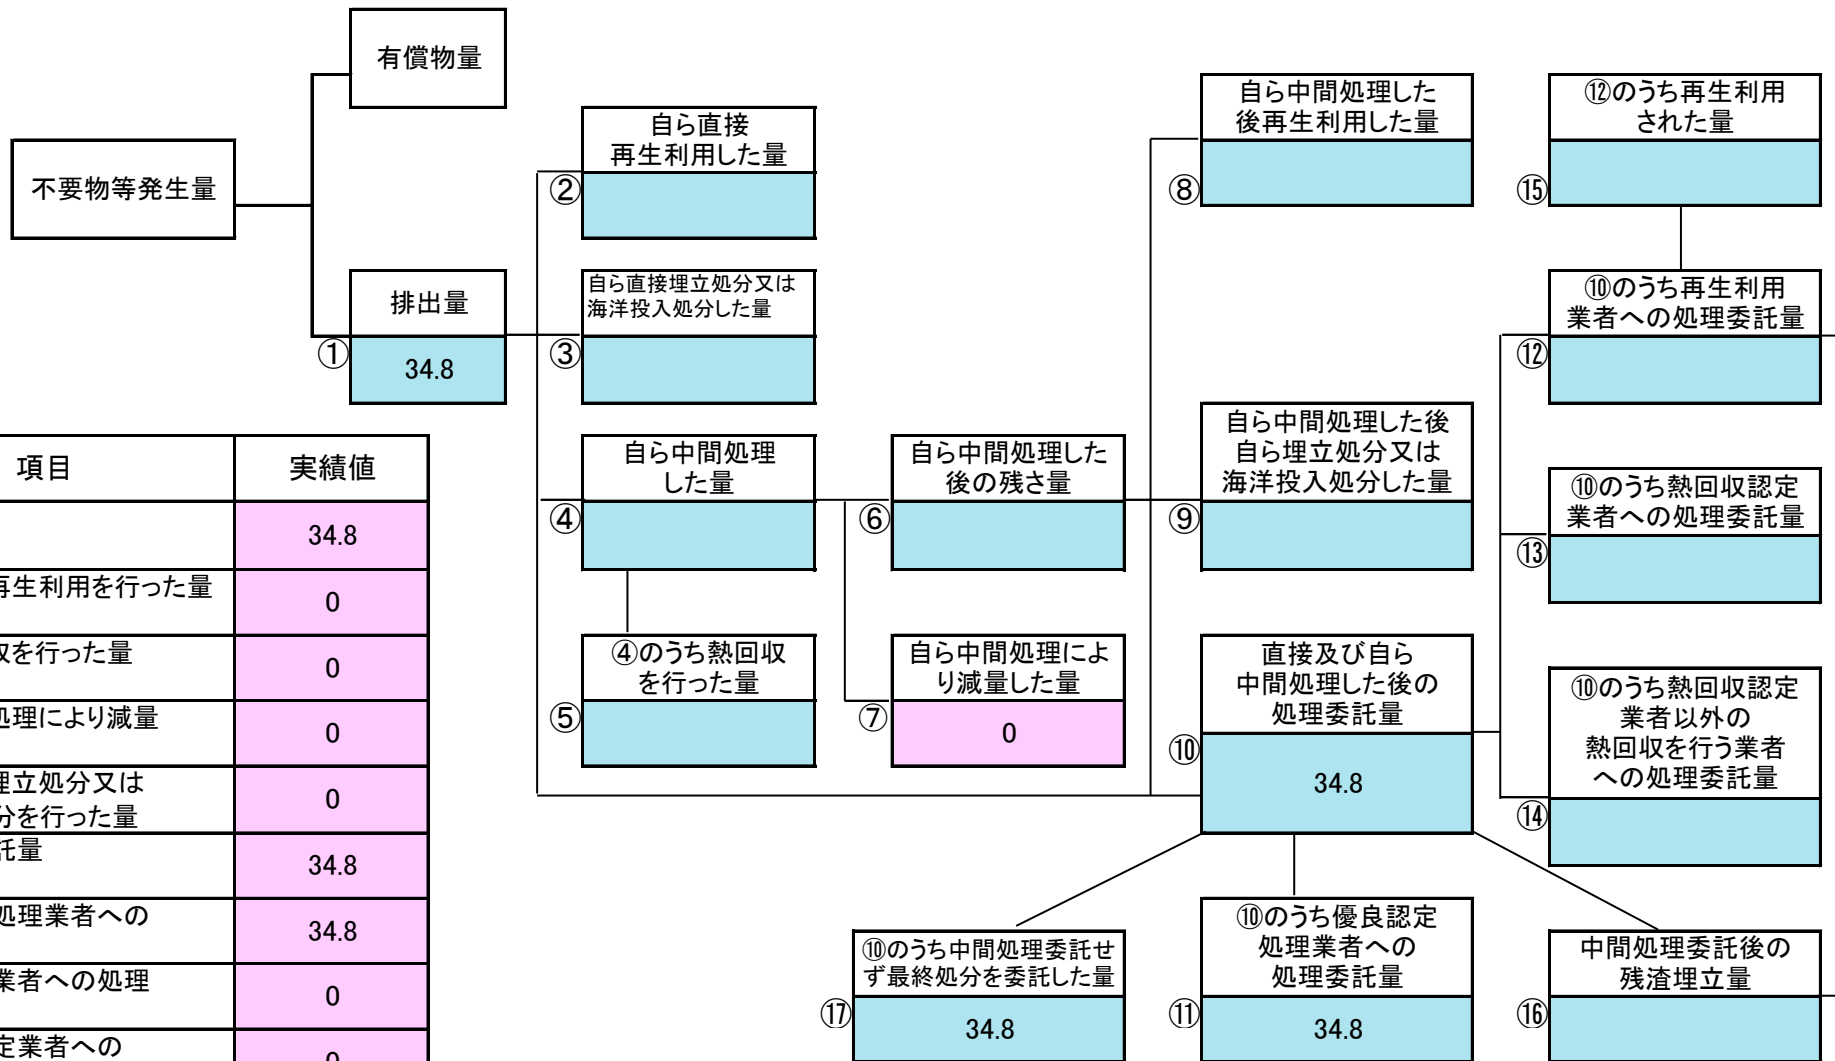 有償物量
不要物等発生量
排出量
①
34.8
自ら直接
再生利用した量
②
自ら直接埋立処分又は
海洋投入処分した量
③
自ら中間処理
した量
④
④のうち熱回収
を行った量
⑤
自ら中間処理した
後の残さ量
⑥
自ら中間処理によ
り減量した量
⑦
0
自ら中間処理した
後再生利用した量
⑧
自ら中間処理した後
自ら埋立処分又は
海洋投入処分した量
⑨
直接及び自ら
中間処理した後の
処理委託量
⑩
34.8
⑫のうち再生利用
された量
⑮
⑩のうち再生利用
業者への処理委託量
⑫
⑩のうち熱回収認定
業者への処理委託量
⑬
⑩のうち熱回収認定
業者以外の
熱回収を行う業者
への処理委託量
⑭
⑩のうち中間処理委託せ
ず最終処分を委託した量
⑰
34.8
⑩のうち優良認定
処理業者への
処理委託量
⑪
34.8
中間処理委託後の
残渣埋立量
⑯
項目 実績値
34.8
再生利用を行った量
0
を行った量
0
処理により減量
0
埋立処分又は
分を行った量
0
託量
34.8
処理業者への
34.8
業者への処理
0
定業者への
0